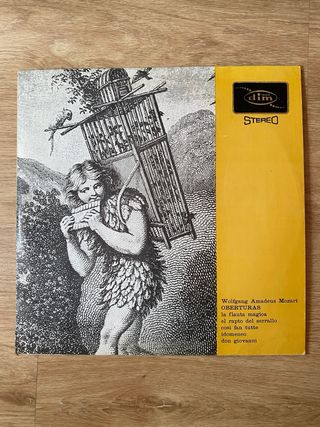 dim
STEREO
Wolfgang Amadeus Mozart
OBERTURAS
la flauta magica
el rapto del serrallo
cosi fan tutte
idomeneo
don giovanni